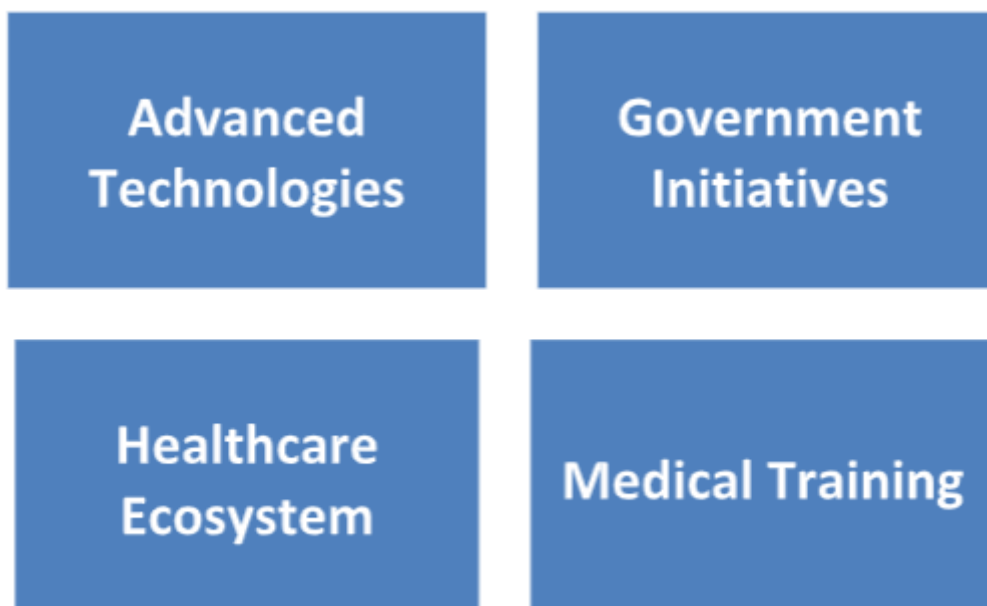 Advanced
Technologies
Government
Initiatives
Healthcare
Ecosystem
Medical Training